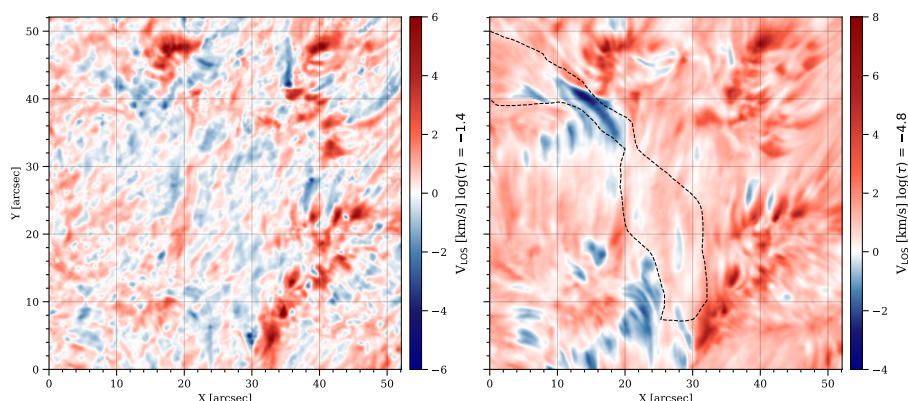 50
40
30
20
10
0
Y [arcsec]
0 10 20 30 40 50
X [arcsec]
6
4
2
0
−2
−4
−6
V_LOS [km/s] log(τ) = −1.4
0 10 20 30 40 50
X [arcsec]
8
6
4
2
0
−2
−4
V_LOS [km/s] log(τ) = −4.8